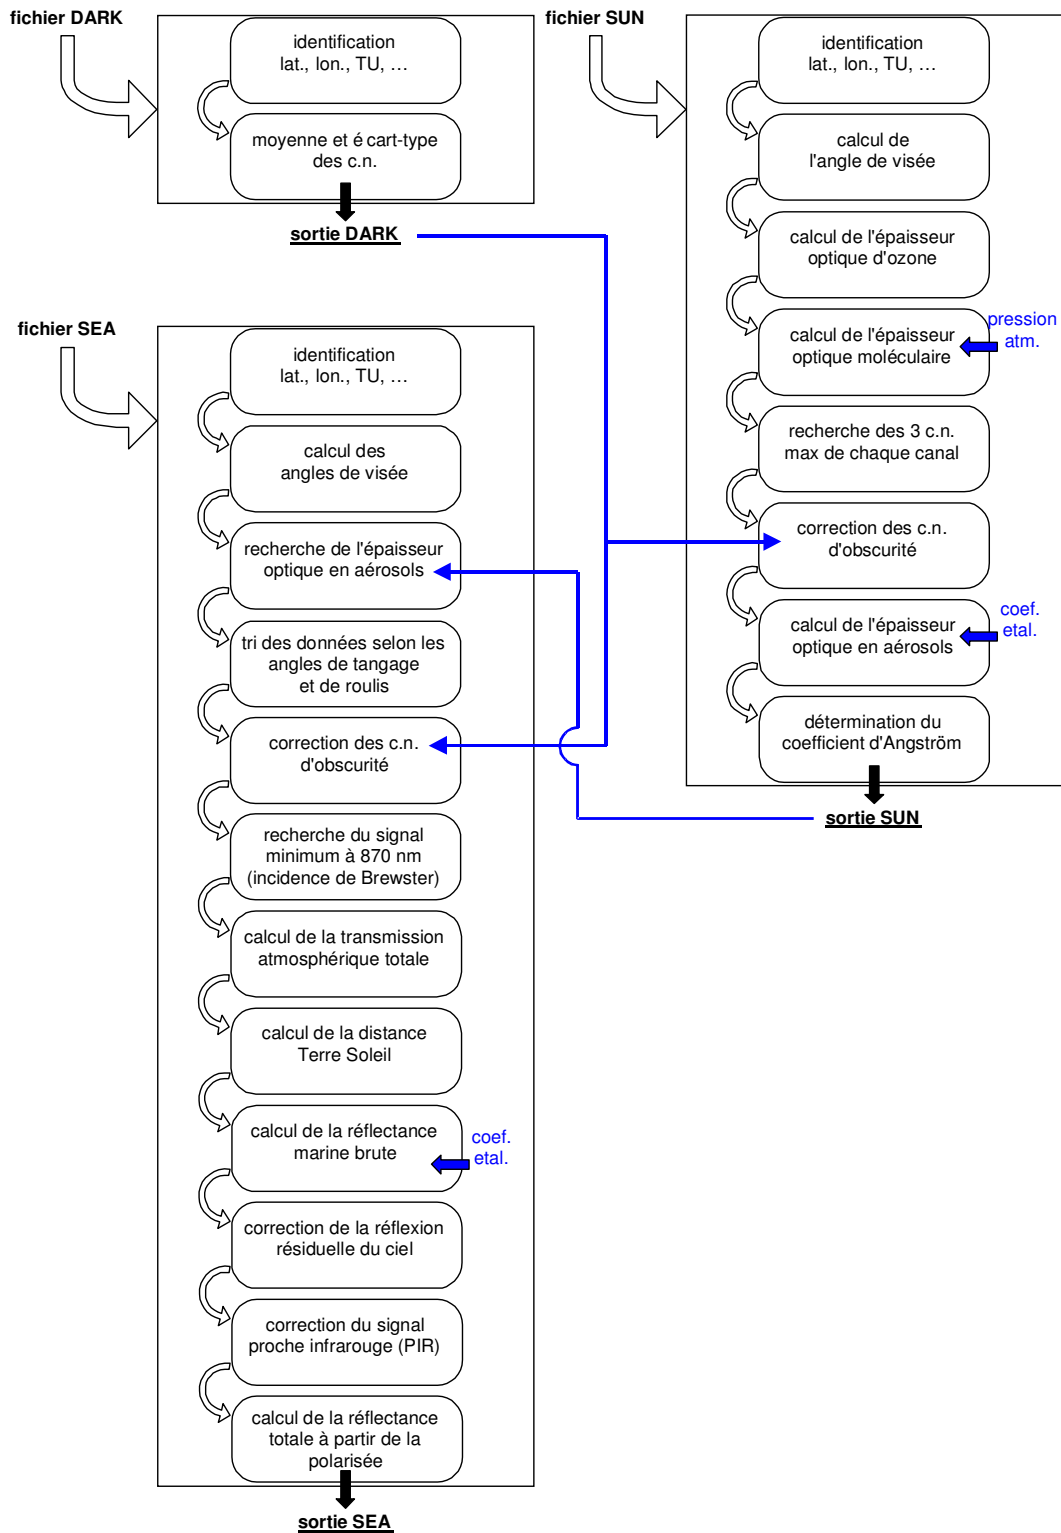 fichier DARK
identification
lat., lon., TU, …
moyenne et é cart-type
des c.n.
sortie DARK
fichier SUN
identification
lat., lon., TU, …
calcul de
l'angle de visée
calcul de l'épaisseur
optique d'ozone
calcul de l'épaisseur
optique moléculaire
pression
atm.
recherche des 3 c.n.
max de chaque canal
correction des c.n.
d'obscurité
calcul de l'épaisseur
optique en aérosols
coef.
etal.
détermination du
coefficient d'Angström
sortie SUN
fichier SEA
identification
lat., lon., TU, …
calcul des
angles de visée
recherche de l'épaisseur
optique en aérosols
tri des données selon les
angles de tangage
et de roulis
correction des c.n.
d'obscurité
recherche du signal
minimum à 870 nm
(incidence de Brewster)
calcul de la transmission
atmosphérique totale
calcul de la distance
Terre Soleil
calcul de la réflectance
marine brute
coef.
etal.
correction de la réflexion
résiduelle du ciel
correction du signal
proche infrarouge (PIR)
calcul de la réflectance
totale à partir de la
polarisée
sortie SEA